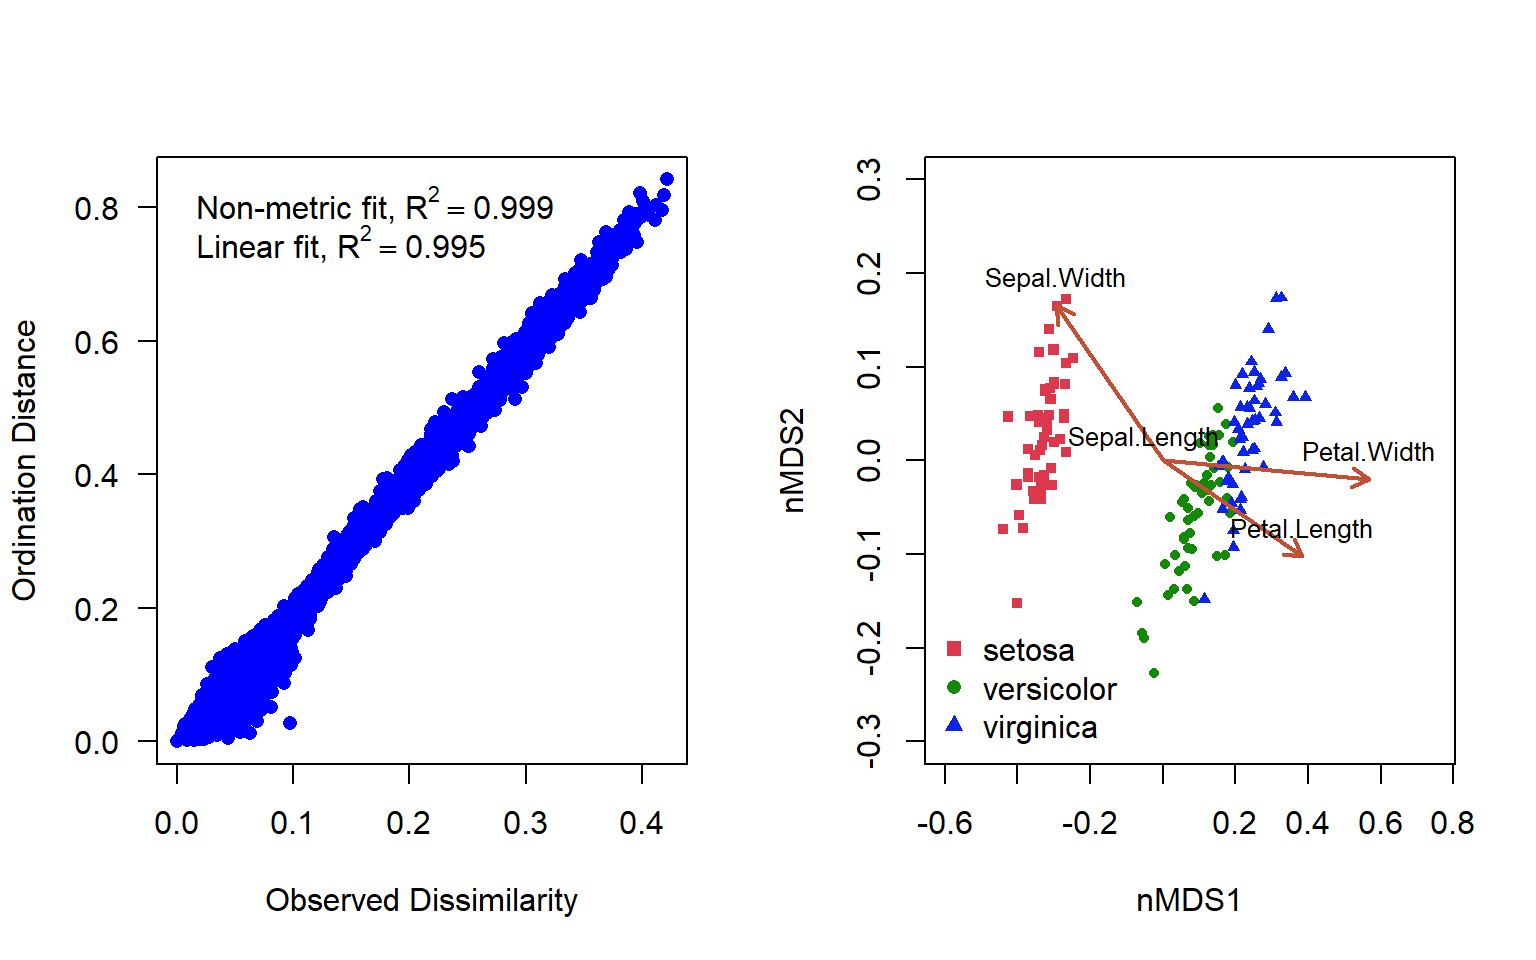 Non-metric fit, R2 = 0.999
Linear fit, R2 = 0.995
0.8
0.6
0.4
0.2
0.0
Ordination Distance
0.0 0.1 0.2 0.3 0.4
Observed Dissimilarity
0.3
0.2
0.1
0.0
-0.1
-0.2
-0.3
nMDS2
Sepal.Width
Sepal.Length
Petal.Width
Petal.Length
setosa
versicolor
virginica
-0.6 -0.2 0.2 0.4 0.6 0.8
nMDS1